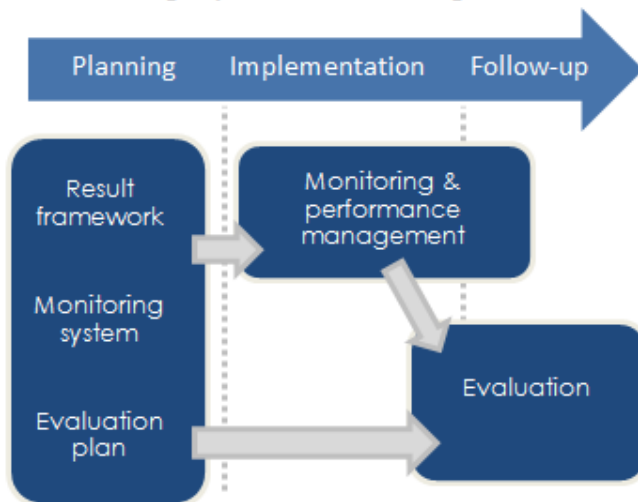 Planning Implementation Follow-up
Result
framework
Monitoring
system
Evaluation
plan
Monitoring &
performance
management
Evaluation